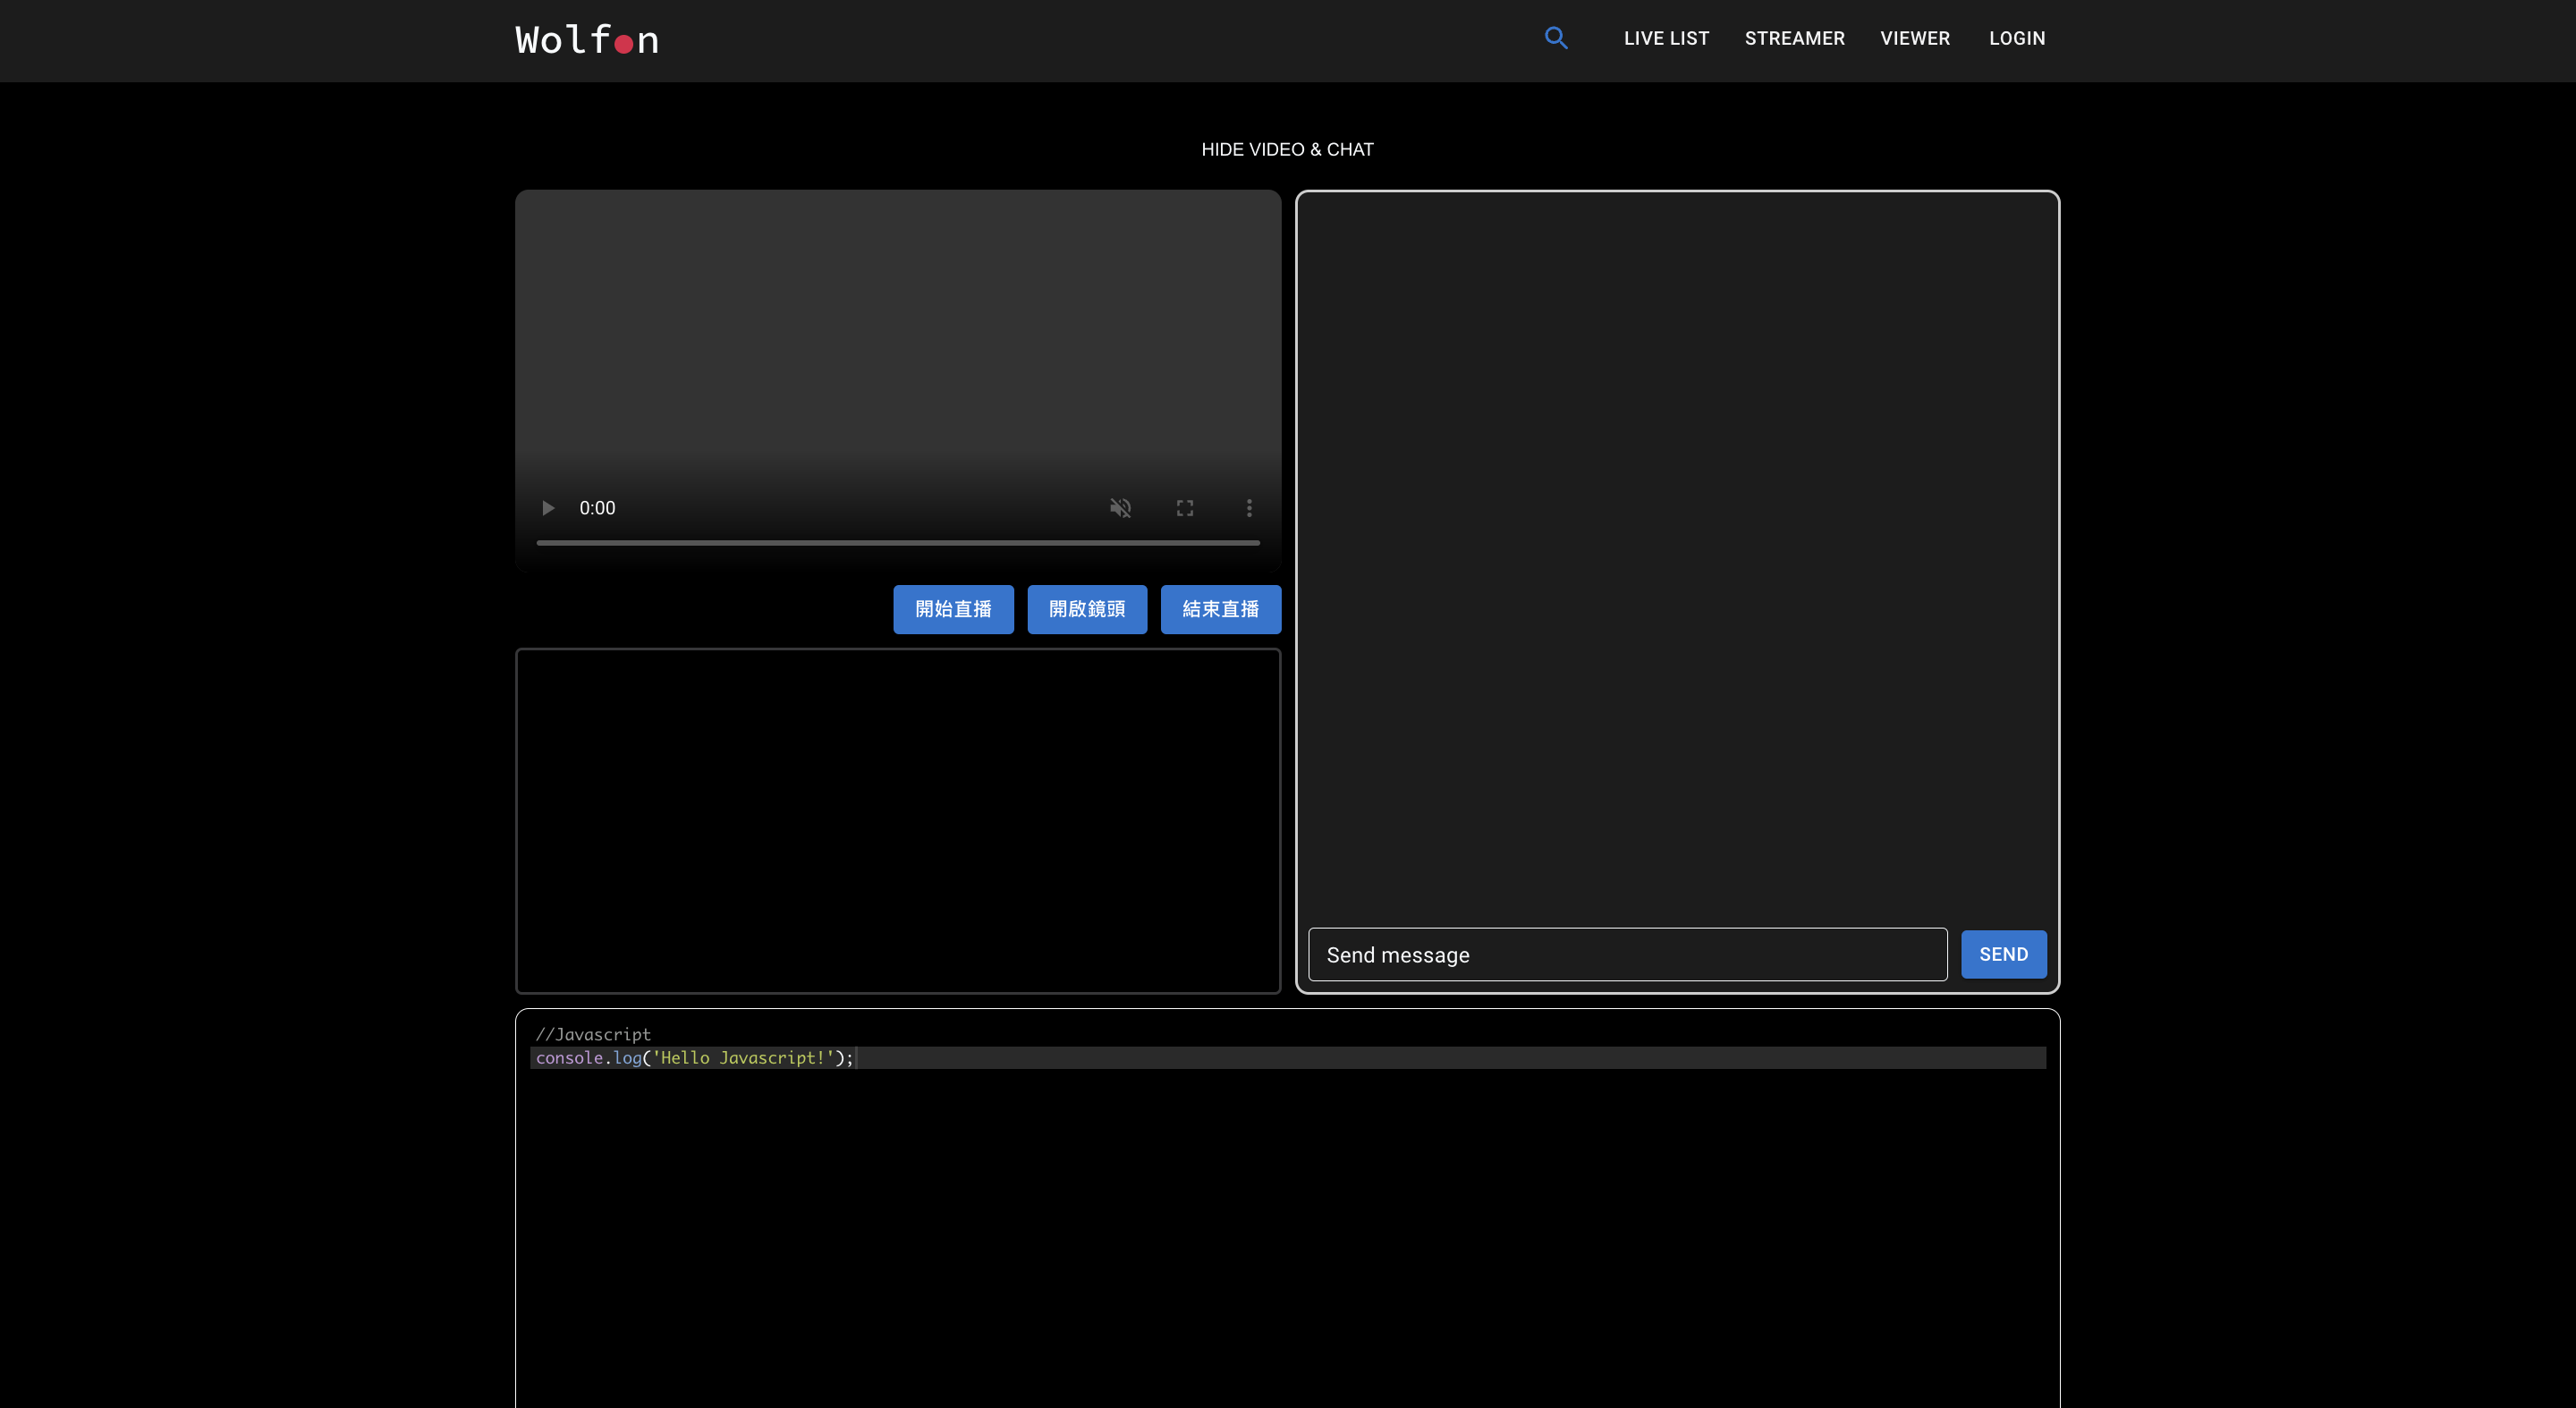 Wolfon
LIVE LIST STREAMER VIEWER LOGIN
HIDE VIDEO & CHAT
0:00
開始直播 開啟鏡頭 結束直播
Send message SEND
//Javascript
console.log('Hello Javascript!');